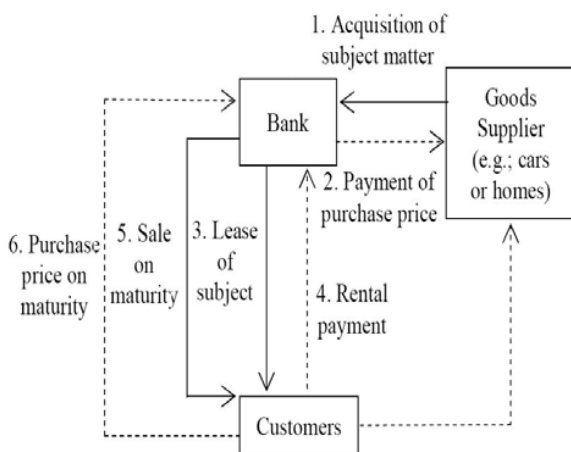 1. Acquisition of
subject matter
Bank
Goods
Supplier
(e.g.; cars
or homes)
2. Payment of
purchase price
6. Purchase
price on
maturity
5. Sale
on
maturity
3. Lease
of
subject
4. Rental
payment
Customers